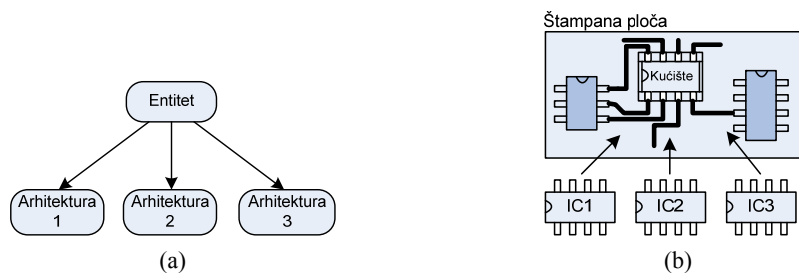 Štampana ploča
Entitet
Kućište
Arhitektura
1
Arhitektura
2
Arhitektura
3
IC1
IC2
IC3
(a)
(b)